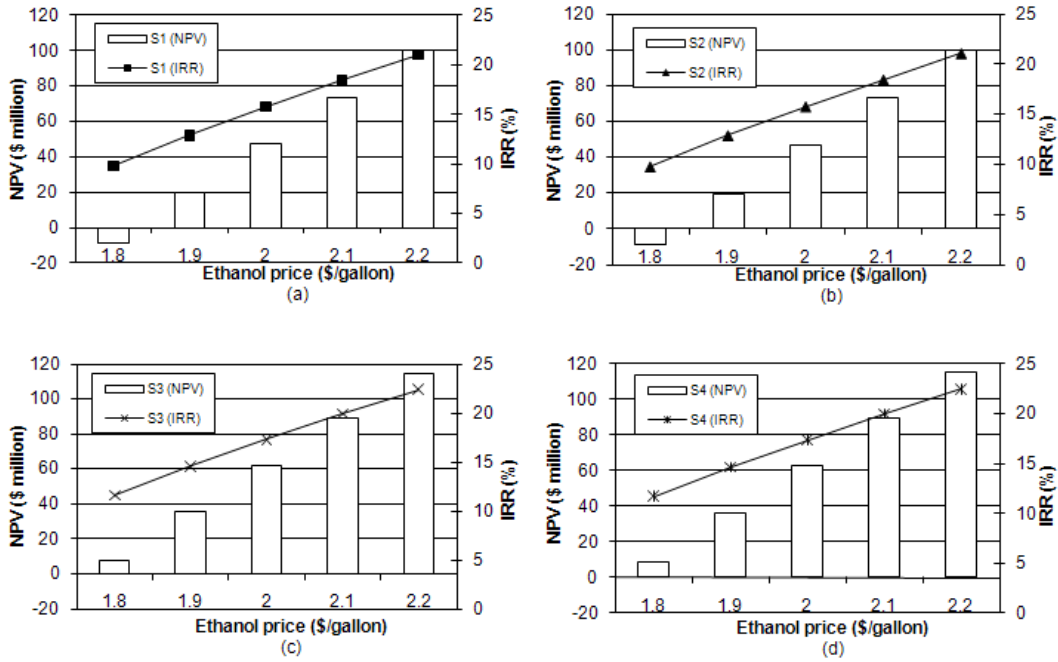 120
100
80
60
40
20
0
-20
NPV ($ million)
S1 (NPV)
S1 (IRR)
25
20
15
10
5
0
IRR (%)
1.8 1.9 2 2.1 2.2
Ethanol price ($/gallon)
(a)
120
100
80
60
40
20
0
-20
NPV ($ million)
S2 (NPV)
S2 (IRR)
25
20
15
10
5
0
IRR (%)
1.8 1.9 2 2.1 2.2
Ethanol price ($/gallon)
(b)
120
100
80
60
40
20
0
-20
NPV ($ million)
S3 (NPV)
S3 (IRR)
25
20
15
10
5
0
IRR (%)
1.8 1.9 2 2.1 2.2
Ethanol price ($/gallon)
(c)
120
100
80
60
40
20
0
-20
NPV ($ million)
S4 (NPV)
S4 (IRR)
25
20
15
10
5
0
IRR (%)
1.8 1.9 2 2.1 2.2
Ethanol price ($/gallon)
(d)